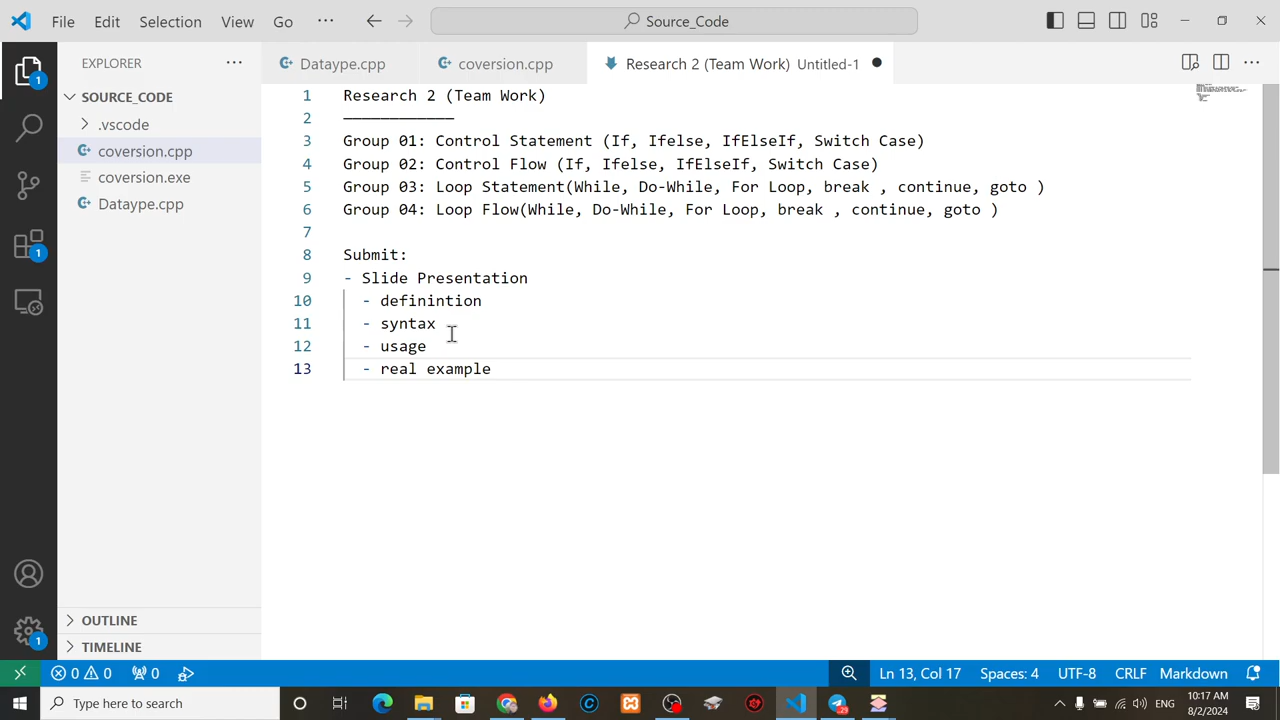 File Edit Selection View Go ··· Source_Code
EXPLORER ···
Dataype.cpp coversion.cpp Research 2 (Team Work) Untitled-1
SOURCE_CODE
.vscode
coversion.cpp
coversion.exe
Dataype.cpp
1 Research 2 (Team Work)
2 ————————————
3 Group 01: Control Statement (If, Ifelse, IfElseIf, Switch Case)
4 Group 02: Control Flow (If, Ifelse, IfElseIf, Switch Case)
5 Group 03: Loop Statement(While, Do-While, For Loop, break , continue, goto )
6 Group 04: Loop Flow(While, Do-While, For Loop, break , continue, goto )
7
8 Submit:
9 - Slide Presentation
10 - definintion
11 - syntax
12 - usage
13 - real example
1
1
1
OUTLINE
TIMELINE
0 0 0 Ln 13, Col 17 Spaces: 4 UTF-8 CRLF Markdown
Type here to search ENG 10:17 AM
8/2/2024